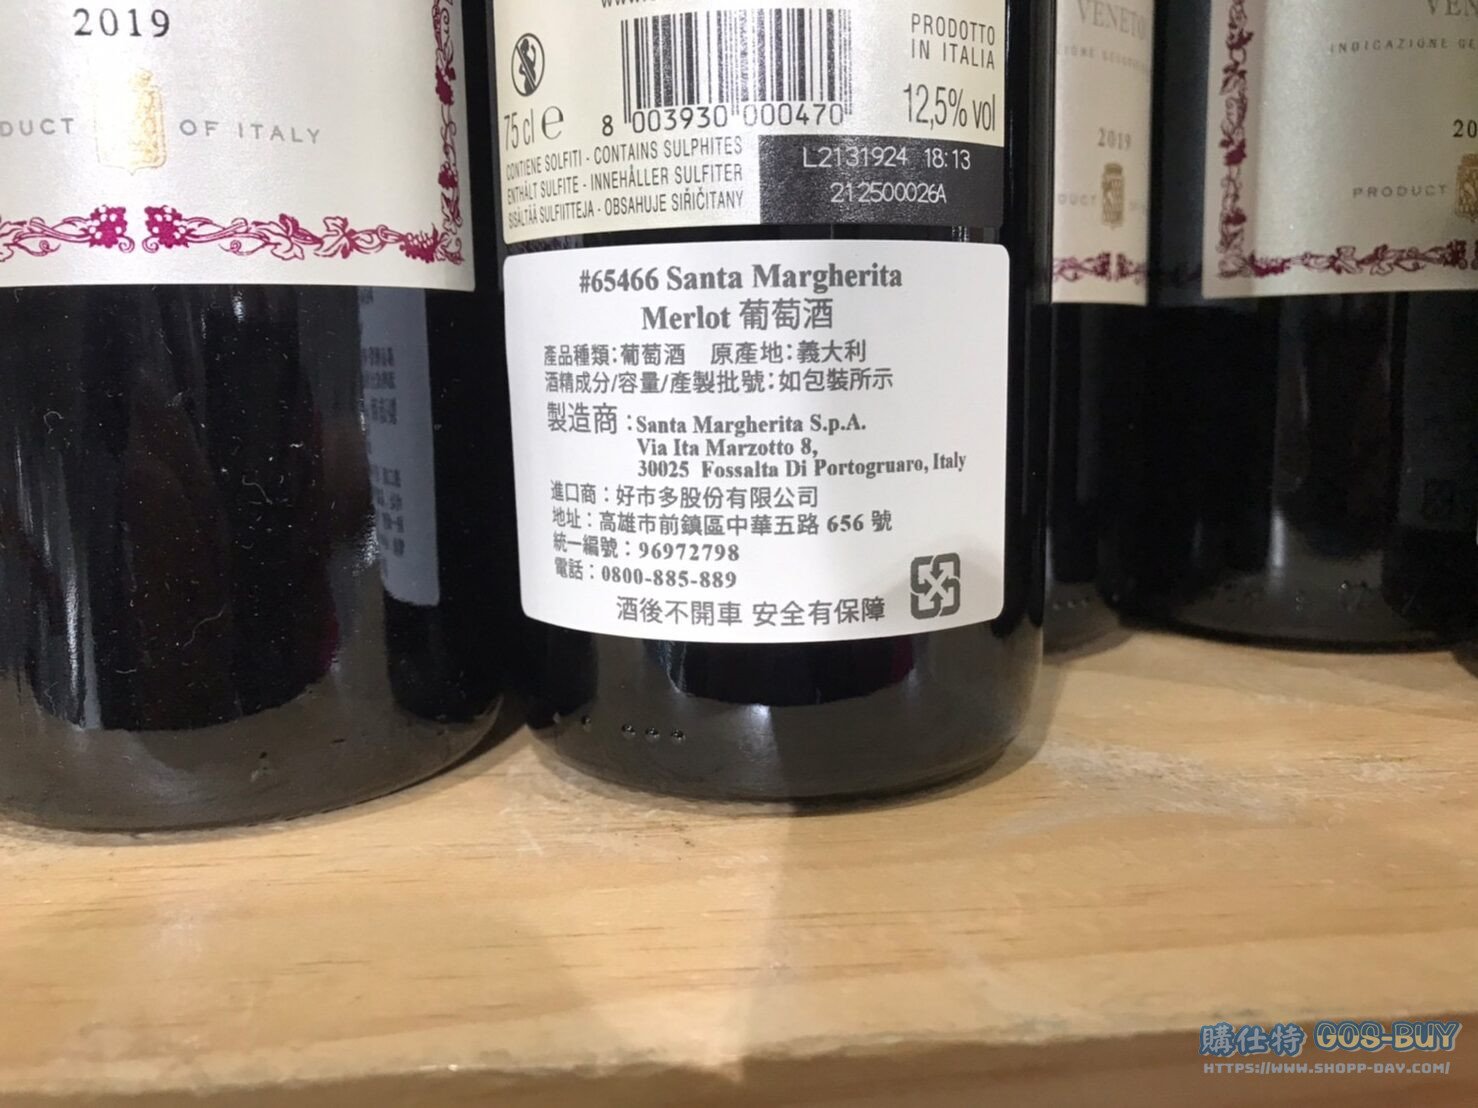 2019
DUCT OF ITALY
PRODOTTO
IN ITALIA
75 cl e
8 003930 000470
12,5% vol
CONTIENE SOLFITI - CONTAINS SULPHITES
ENTHÄLT SULFITE - INNEHÅLLER SULFITER
SISÄLTÄÄ SULFIITTEJA - OBSAHUJE SIŘIČITANY
L2131924 18:13
212500026A
#65466 Santa Margherita
Merlot 葡萄酒
產品種類:葡萄酒 原產地:義大利
酒精成分/容量/產製批號:如包裝所示
製造商:Santa Margherita S.p.A.
Via Ita Marzotto 8,
30025 Fossalta Di Portogruaro, Italy
進口商:好市多股份有限公司
地址:高雄市前鎮區中華五路 656 號
統一編號:96972798
電話:0800-885-889
酒後不開車 安全有保障
VENETO
2019
DUCT
VEN
INDICAZIONE GE
20
PRODUCT
購仕特 GOS-BUY
HTTPS://WWW.SHOPP-DAY.COM/